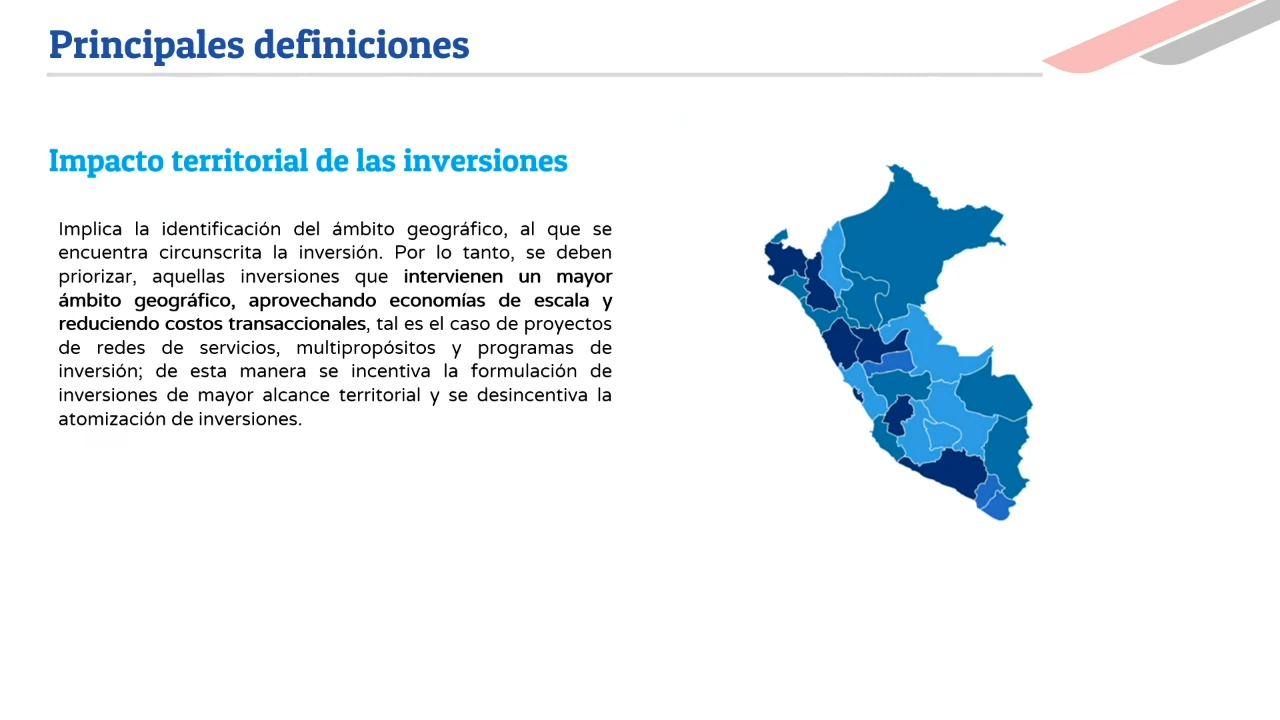 Principales definiciones
Impacto territorial de las inversiones
Implica la identificación del ámbito geográfico, al que se
encuentra circunscrita la inversión. Por lo tanto, se deben
priorizar, aquellas inversiones que intervienen un mayor
ámbito geográfico, aprovechando economías de escala y
reduciendo costos transaccionales, tal es el caso de proyectos
de redes de servicios, multipropósitos y programas de
inversión; de esta manera se incentiva la formulación de
inversiones de mayor alcance territorial y se desincentiva la
atomización de inversiones.